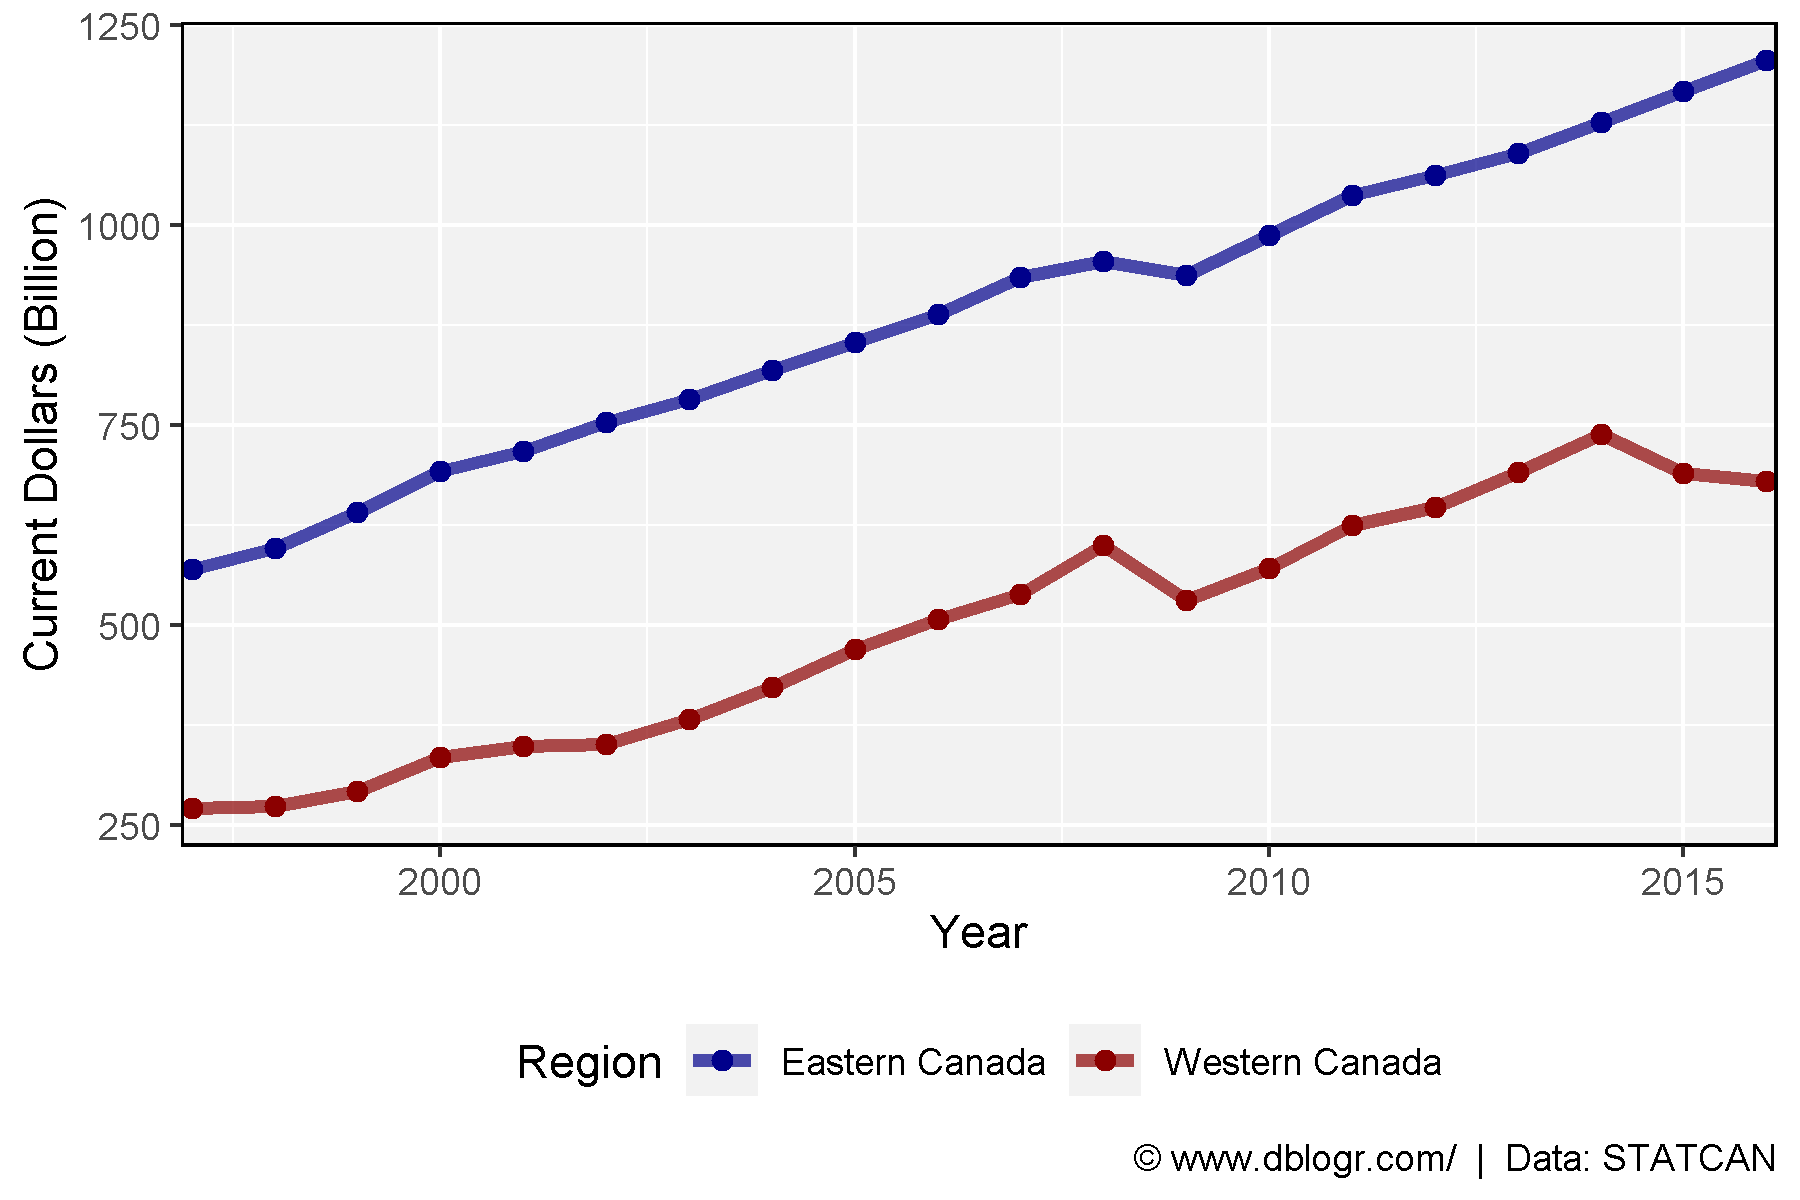 1250
1000
750
500
250
Current Dollars (Billion)
2000 2005 2010 2015
Year
Region Eastern Canada Western Canada
© www.dblogr.com/ | Data: STATCAN